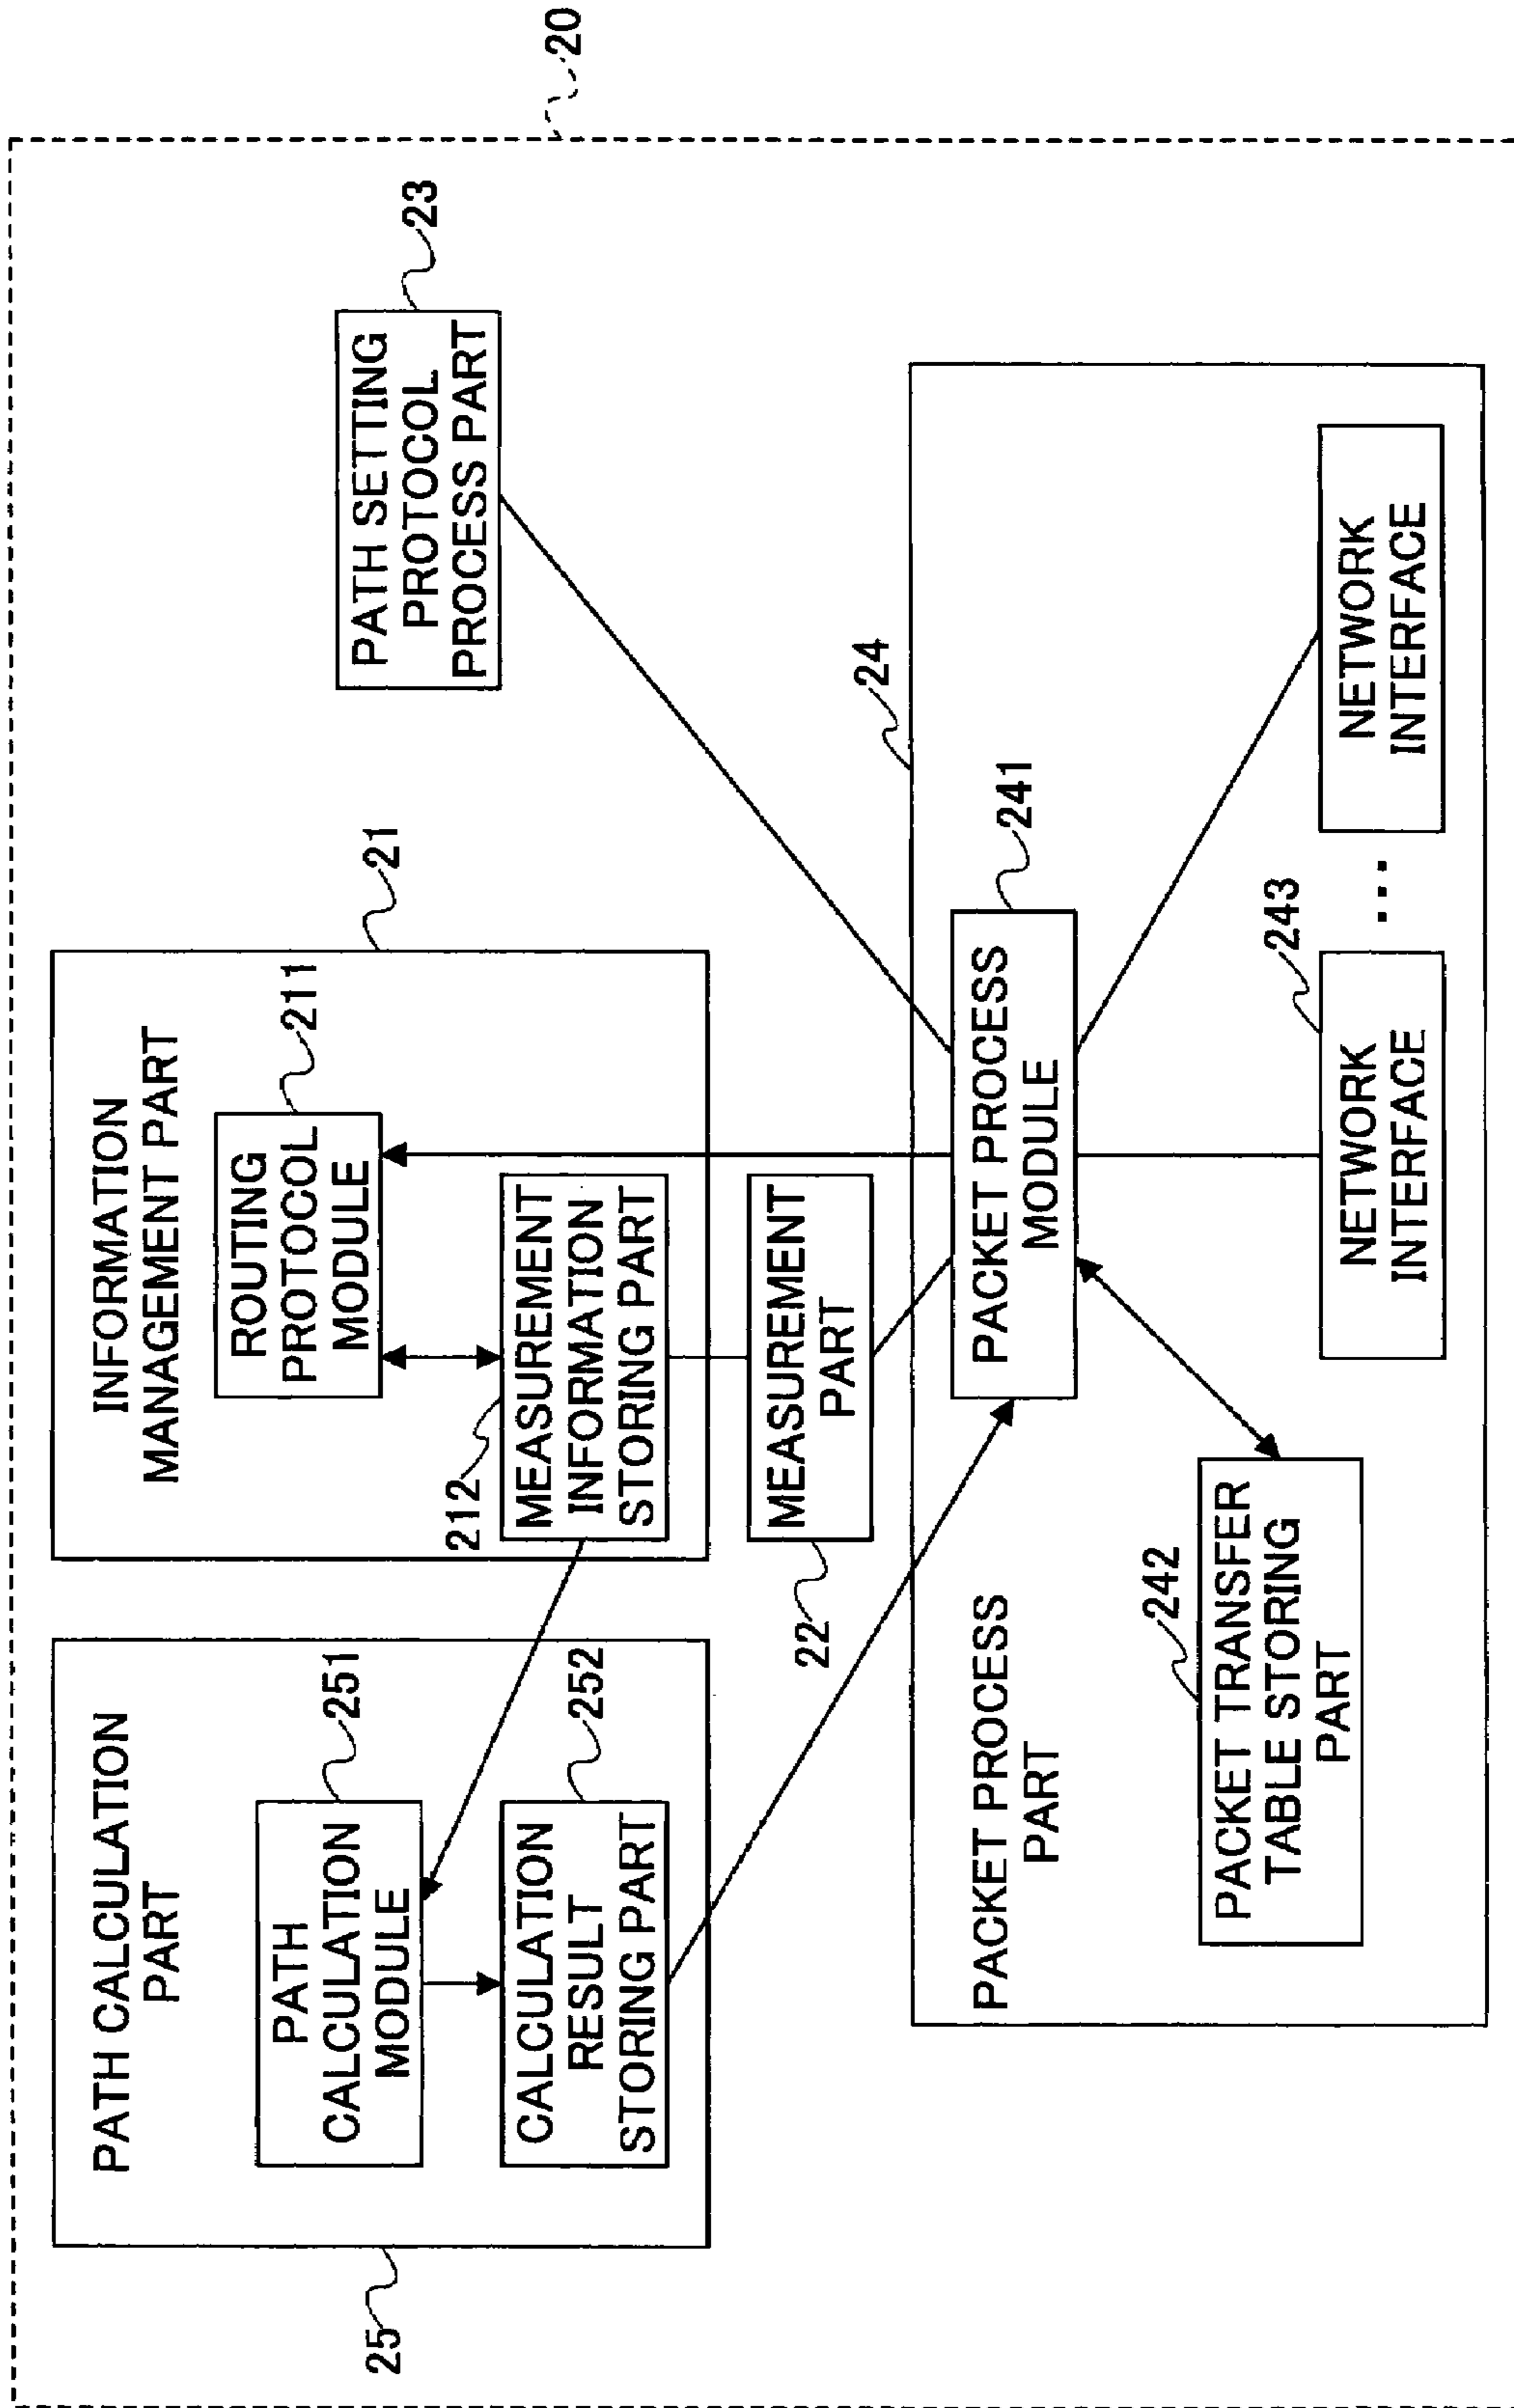 20
PATH CALCULATION
PART
25
PATH
CALCULATION
MODULE
251
CALCULATION
RESULT
STORING PART
252
INFORMATION
MANAGEMENT PART
21
ROUTING
PROTOCOL
MODULE
211
212
MEASUREMENT
INFORMATION
STORING PART
MEASUREMENT
PART
22
PATH SETTING
PROTOCOL
PROCESS PART
23
24
PACKET PROCESS
PART
PACKET PROCESS
MODULE
241
242
PACKET TRANSFER
TABLE STORING
PART
243
NETWORK
INTERFACE
...
NETWORK
INTERFACE